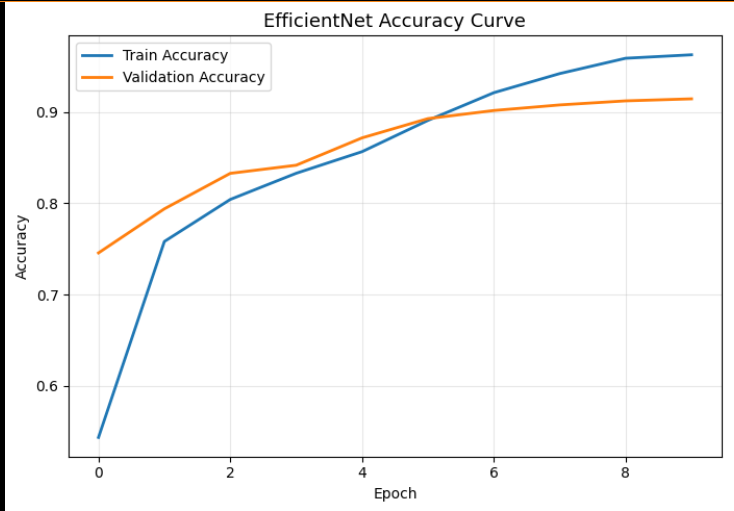 EfficientNet Accuracy Curve
Train Accuracy
Validation Accuracy
0.9
0.8
0.7
0.6
Accuracy
0 2 4 6 8
Epoch